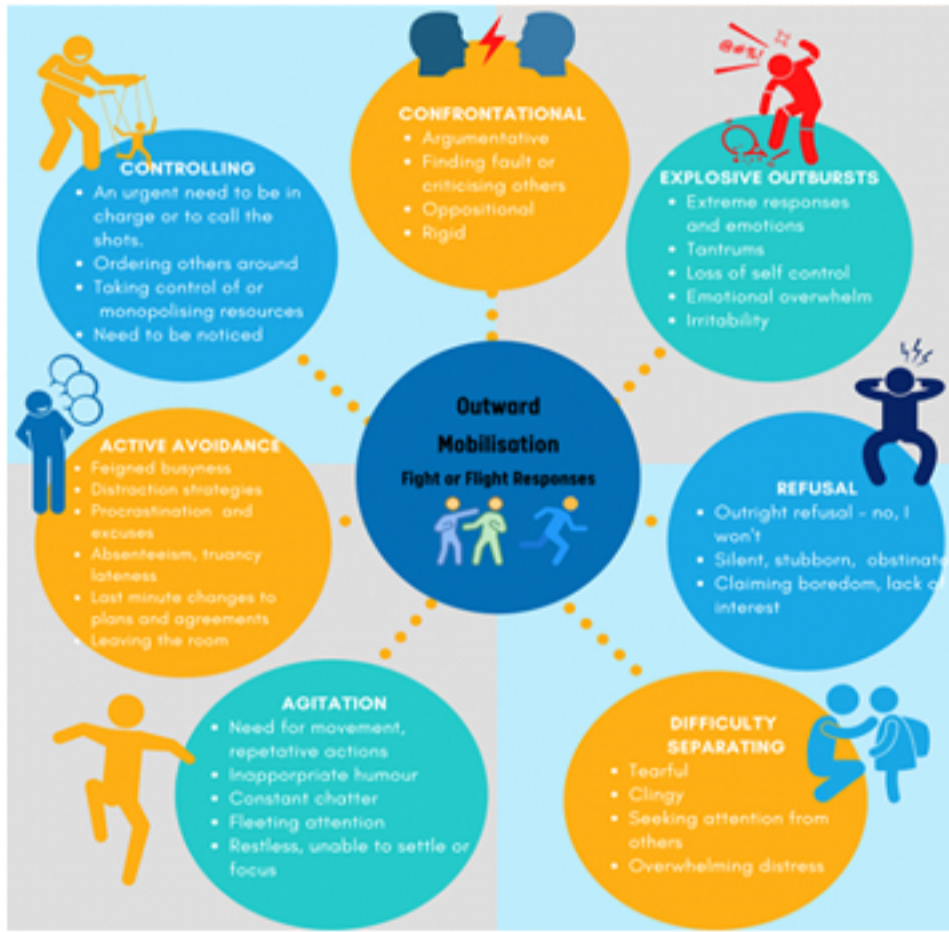 CONFRONTATIONAL
• Argumentative
• Finding fault or
criticising others
• Oppositional
• Rigid
@#%!
EXPLOSIVE OUTBURSTS
• Extreme responses
and emotions
• Tantrums
• Loss of self control
• Emotional overwhelm
• Irritability
CONTROLLING
• An urgent need to be in
charge or to call the
shots.
• Ordering others around
• Taking control of or
monopolising resources
• Need to be noticed
Outward
Mobilisation
Fight or Flight Responses
ACTIVE AVOIDANCE
• Feigned busyness
• Distraction strategies
• Procrastination and
excuses
• Absenteeism, truancy
lateness
• Last minute changes to
plans and agreements
• Leaving the room
REFUSAL
• Outright refusal - no, I
won't
• Silent, stubborn, obstinate
• Claiming boredom, lack o
interest
AGITATION
• Need for movement,
repetative actions
• Inapporpriate humour
• Constant chatter
• Fleeting attention
• Restless, unable to settle or
focus
DIFFICULTY
SEPARATING
• Tearful
• Clingy
• Seeking attention from
others
• Overwhelming distress